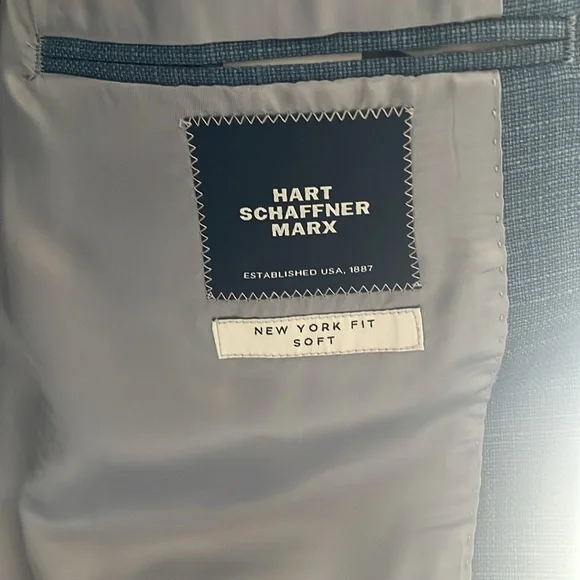 HART
SCHAFFNER
MARX
ESTABLISHED USA, 1887
NEW YORK FIT
SOFT